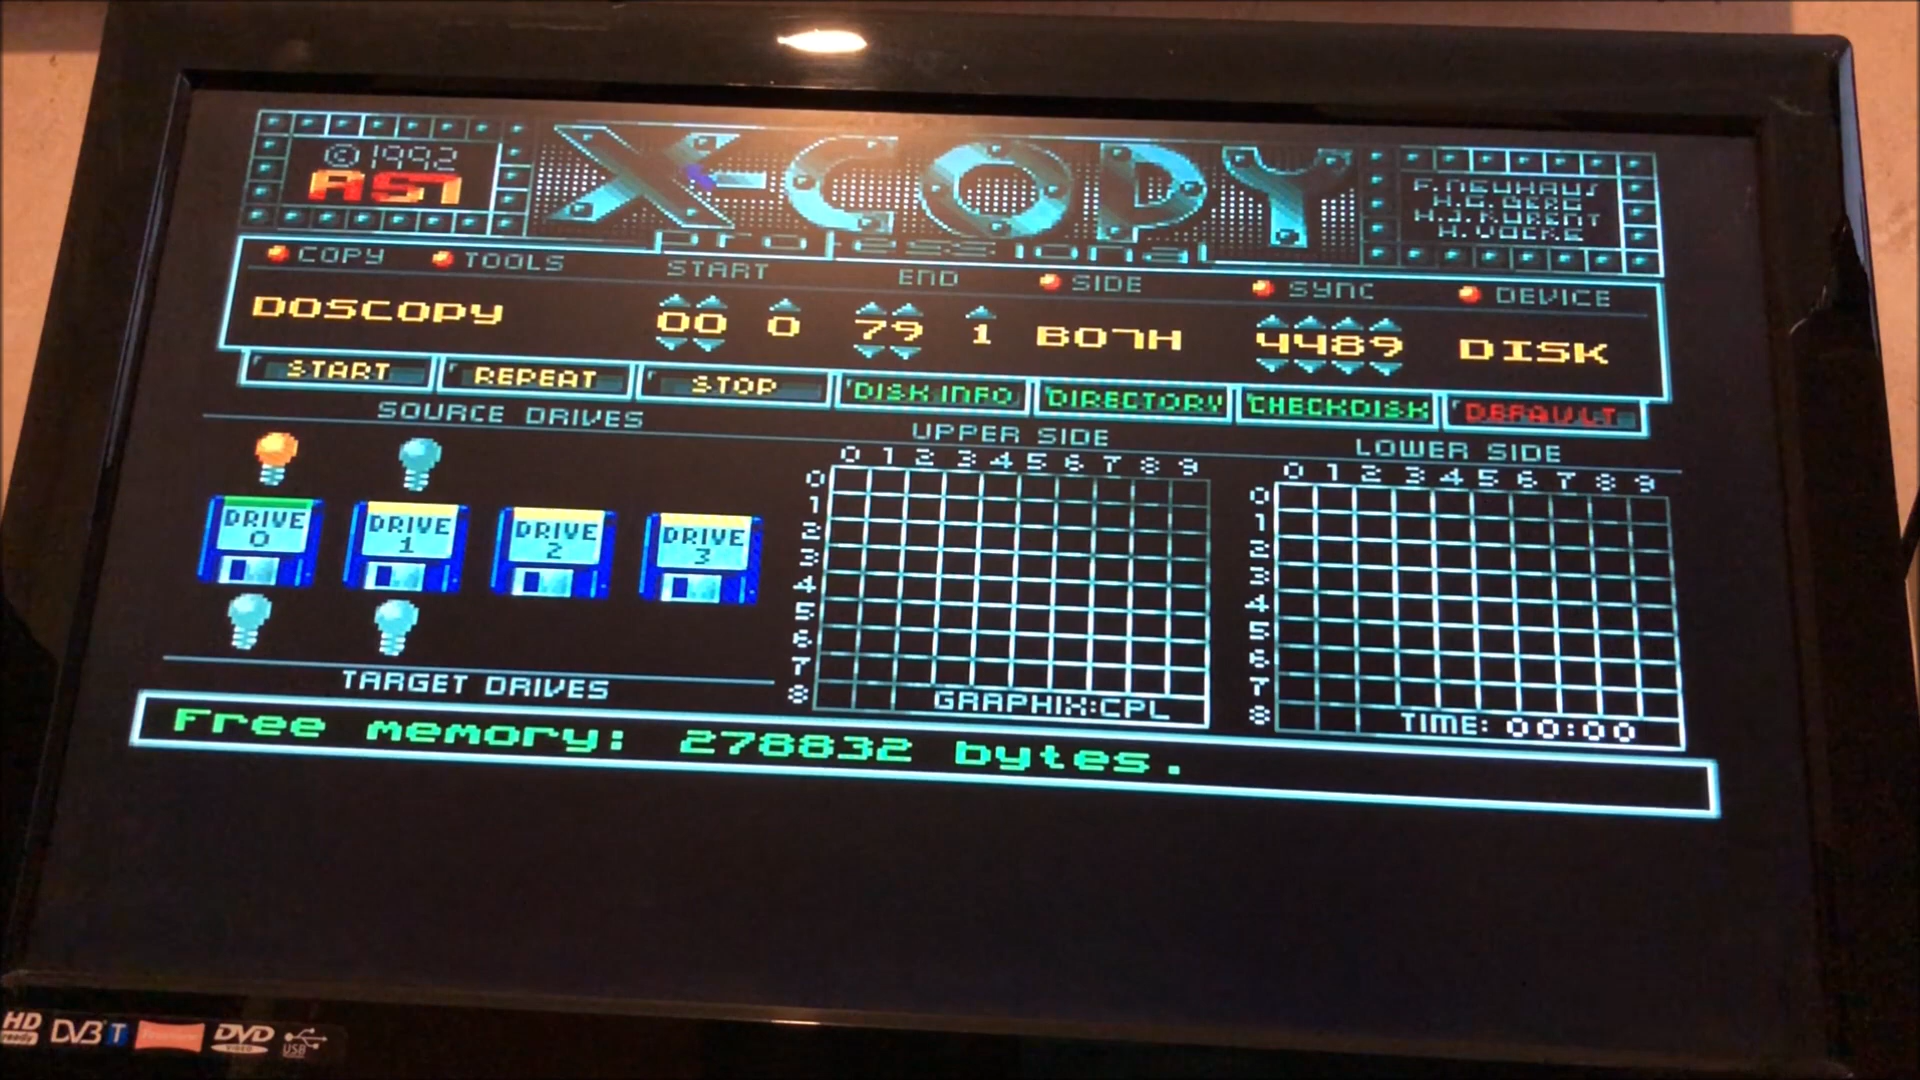 ©1992
ASI
X-COPY
professional
F.NEUHAUS
H.G.BERG
H.J.KURENT
H.VOCKE
COPY TOOLS START END SIDE SYNC DEVICE
DOSCOPY 00 0 79 1 BOTH 4489 DISK
START REPEAT STOP DISK INFO DIRECTORY CHECKDISK DEFAULT
SOURCE DRIVES
UPPER SIDE
LOWER SIDE
0 1 2 3 4 5 6 7 8 9
0 1 2 3 4 5 6 7 8 9
DRIVE 0
DRIVE 1
DRIVE 2
DRIVE 3
0
1
2
3
4
5
6
7
8
0
1
2
3
4
5
6
7
8
TARGET DRIVES
GRAPHIX:CPL
TIME: 00:00
Free memory: 278832 bytes.
HD ready DVB T DVD VIDEO USB